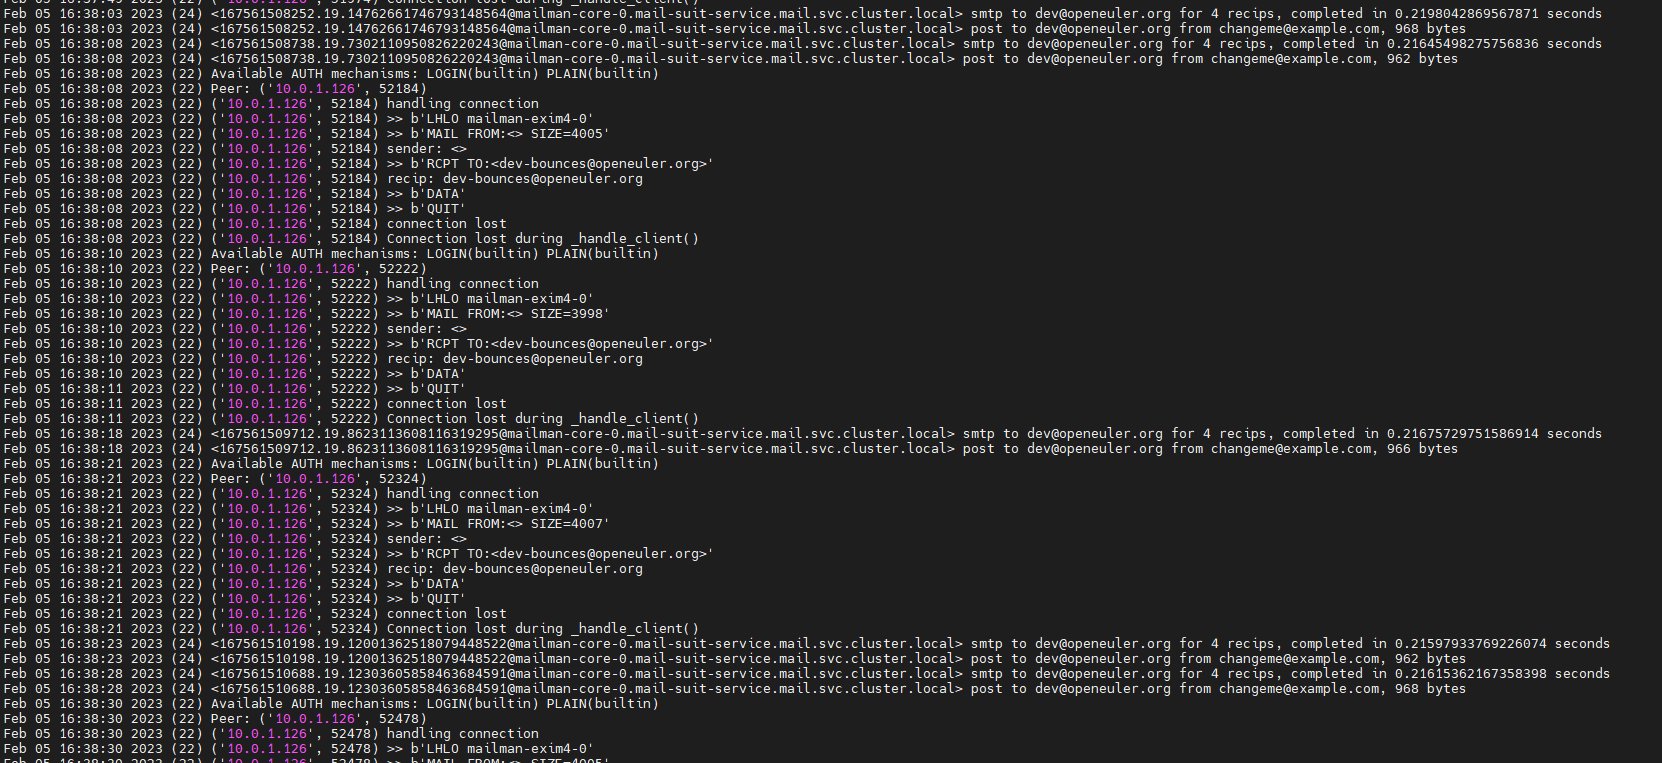 Feb 05 16:38:03 2023 (24) <167561508252.19.14762661746793148564@mailman-core-0.mail-suit-service.mail.svc.cluster.local> smtp to dev@openeuler.org for 4 recips, completed in 0.2198042869567871 seconds
Feb 05 16:38:03 2023 (24) <167561508252.19.14762661746793148564@mailman-core-0.mail-suit-service.mail.svc.cluster.local> post to dev@openeuler.org from changeme@example.com, 968 bytes
Feb 05 16:38:08 2023 (24) <167561508738.19.7302110950826220243@mailman-core-0.mail-suit-service.mail.svc.cluster.local> smtp to dev@openeuler.org for 4 recips, completed in 0.21645498275756836 seconds
Feb 05 16:38:08 2023 (24) <167561508738.19.7302110950826220243@mailman-core-0.mail-suit-service.mail.svc.cluster.local> post to dev@openeuler.org from changeme@example.com, 962 bytes
Feb 05 16:38:08 2023 (22) Available AUTH mechanisms: LOGIN(builtin) PLAIN(builtin)
Feb 05 16:38:08 2023 (22) Peer: ('10.0.1.126', 52184)
Feb 05 16:38:08 2023 (22) ('10.0.1.126', 52184) handling connection
Feb 05 16:38:08 2023 (22) ('10.0.1.126', 52184) >> b'LHLO mailman-exim4-0'
Feb 05 16:38:08 2023 (22) ('10.0.1.126', 52184) >> b'MAIL FROM:<> SIZE=4005'
Feb 05 16:38:08 2023 (22) ('10.0.1.126', 52184) sender: <>
Feb 05 16:38:08 2023 (22) ('10.0.1.126', 52184) >> b'RCPT TO:<dev-bounces@openeuler.org>'
Feb 05 16:38:08 2023 (22) ('10.0.1.126', 52184) recip: dev-bounces@openeuler.org
Feb 05 16:38:08 2023 (22) ('10.0.1.126', 52184) >> b'DATA'
Feb 05 16:38:08 2023 (22) ('10.0.1.126', 52184) >> b'QUIT'
Feb 05 16:38:08 2023 (22) ('10.0.1.126', 52184) connection lost
Feb 05 16:38:08 2023 (22) ('10.0.1.126', 52184) Connection lost during _handle_client()
Feb 05 16:38:10 2023 (22) Available AUTH mechanisms: LOGIN(builtin) PLAIN(builtin)
Feb 05 16:38:10 2023 (22) Peer: ('10.0.1.126', 52222)
Feb 05 16:38:10 2023 (22) ('10.0.1.126', 52222) handling connection
Feb 05 16:38:10 2023 (22) ('10.0.1.126', 52222) >> b'LHLO mailman-exim4-0'
Feb 05 16:38:10 2023 (22) ('10.0.1.126', 52222) >> b'MAIL FROM:<> SIZE=3998'
Feb 05 16:38:10 2023 (22) ('10.0.1.126', 52222) sender: <>
Feb 05 16:38:10 2023 (22) ('10.0.1.126', 52222) >> b'RCPT TO:<dev-bounces@openeuler.org>'
Feb 05 16:38:10 2023 (22) ('10.0.1.126', 52222) recip: dev-bounces@openeuler.org
Feb 05 16:38:10 2023 (22) ('10.0.1.126', 52222) >> b'DATA'
Feb 05 16:38:11 2023 (22) ('10.0.1.126', 52222) >> b'QUIT'
Feb 05 16:38:11 2023 (22) ('10.0.1.126', 52222) connection lost
Feb 05 16:38:11 2023 (22) ('10.0.1.126', 52222) Connection lost during _handle_client()
Feb 05 16:38:18 2023 (24) <167561509712.19.8623113608116319295@mailman-core-0.mail-suit-service.mail.svc.cluster.local> smtp to dev@openeuler.org for 4 recips, completed in 0.21675729751586914 seconds
Feb 05 16:38:18 2023 (24) <167561509712.19.8623113608116319295@mailman-core-0.mail-suit-service.mail.svc.cluster.local> post to dev@openeuler.org from changeme@example.com, 966 bytes
Feb 05 16:38:21 2023 (22) Available AUTH mechanisms: LOGIN(builtin) PLAIN(builtin)
Feb 05 16:38:21 2023 (22) Peer: ('10.0.1.126', 52324)
Feb 05 16:38:21 2023 (22) ('10.0.1.126', 52324) handling connection
Feb 05 16:38:21 2023 (22) ('10.0.1.126', 52324) >> b'LHLO mailman-exim4-0'
Feb 05 16:38:21 2023 (22) ('10.0.1.126', 52324) >> b'MAIL FROM:<> SIZE=4007'
Feb 05 16:38:21 2023 (22) ('10.0.1.126', 52324) sender: <>
Feb 05 16:38:21 2023 (22) ('10.0.1.126', 52324) >> b'RCPT TO:<dev-bounces@openeuler.org>'
Feb 05 16:38:21 2023 (22) ('10.0.1.126', 52324) recip: dev-bounces@openeuler.org
Feb 05 16:38:21 2023 (22) ('10.0.1.126', 52324) >> b'DATA'
Feb 05 16:38:21 2023 (22) ('10.0.1.126', 52324) >> b'QUIT'
Feb 05 16:38:21 2023 (22) ('10.0.1.126', 52324) connection lost
Feb 05 16:38:21 2023 (22) ('10.0.1.126', 52324) Connection lost during _handle_client()
Feb 05 16:38:23 2023 (24) <167561510198.19.12001362518079448522@mailman-core-0.mail-suit-service.mail.svc.cluster.local> smtp to dev@openeuler.org for 4 recips, completed in 0.21597933769226074 seconds
Feb 05 16:38:23 2023 (24) <167561510198.19.12001362518079448522@mailman-core-0.mail-suit-service.mail.svc.cluster.local> post to dev@openeuler.org from changeme@example.com, 962 bytes
Feb 05 16:38:28 2023 (24) <167561510688.19.12303605858463684591@mailman-core-0.mail-suit-service.mail.svc.cluster.local> smtp to dev@openeuler.org for 4 recips, completed in 0.21615362167358398 seconds
Feb 05 16:38:28 2023 (24) <167561510688.19.12303605858463684591@mailman-core-0.mail-suit-service.mail.svc.cluster.local> post to dev@openeuler.org from changeme@example.com, 968 bytes
Feb 05 16:38:30 2023 (22) Available AUTH mechanisms: LOGIN(builtin) PLAIN(builtin)
Feb 05 16:38:30 2023 (22) Peer: ('10.0.1.126', 52478)
Feb 05 16:38:30 2023 (22) ('10.0.1.126', 52478) handling connection
Feb 05 16:38:30 2023 (22) ('10.0.1.126', 52478) >> b'LHLO mailman-exim4-0'